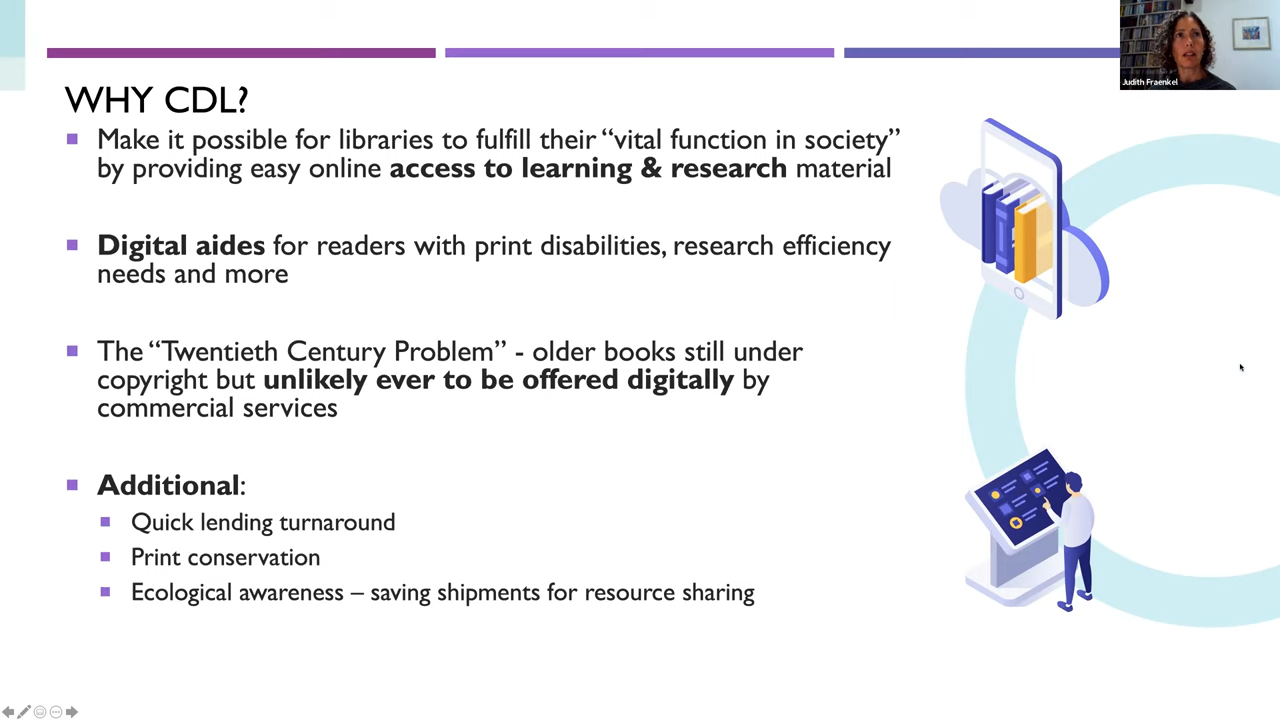 Judith Fraenkel
WHY CDL?
Make it possible for libraries to fulfill their “vital function in society”
by providing easy online access to learning & research material
Digital aides for readers with print disabilities, research efficiency
needs and more
The “Twentieth Century Problem” - older books still under
copyright but unlikely ever to be offered digitally by
commercial services
Additional:
Quick lending turnaround
Print conservation
Ecological awareness – saving shipments for resource sharing